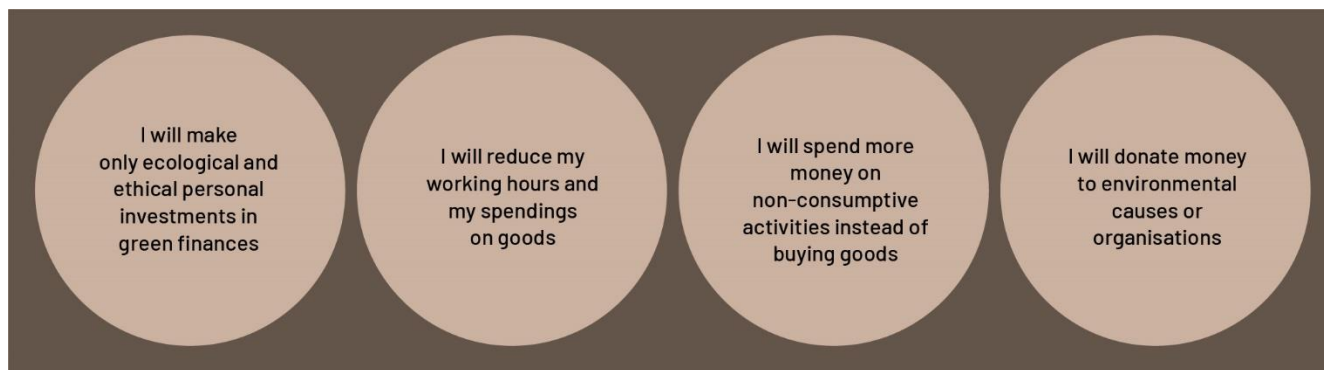 I will make
only ecological and
ethical personal
investments in
green finances
I will reduce my
working hours and
my spendings
on goods
I will spend more
money on
non-consumptive
activities instead of
buying goods
I will donate money
to environmental
causes or
organisations